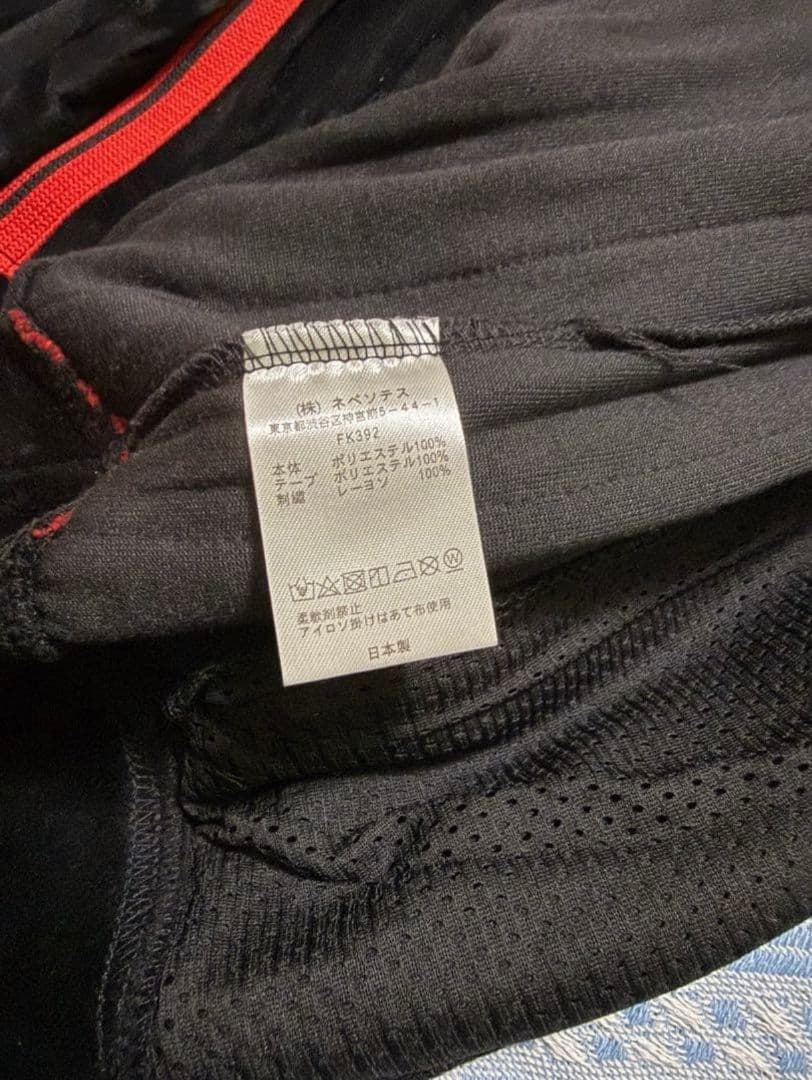 (株) ネペンテス
東京都渋谷区神宮前5-44-1
FK392
本体 ポリエステル100%
テープ ポリエステル100%
刺繍 レーヨン 100%
W
柔軟剤禁止
アイロン掛けはあて布使用
日本製